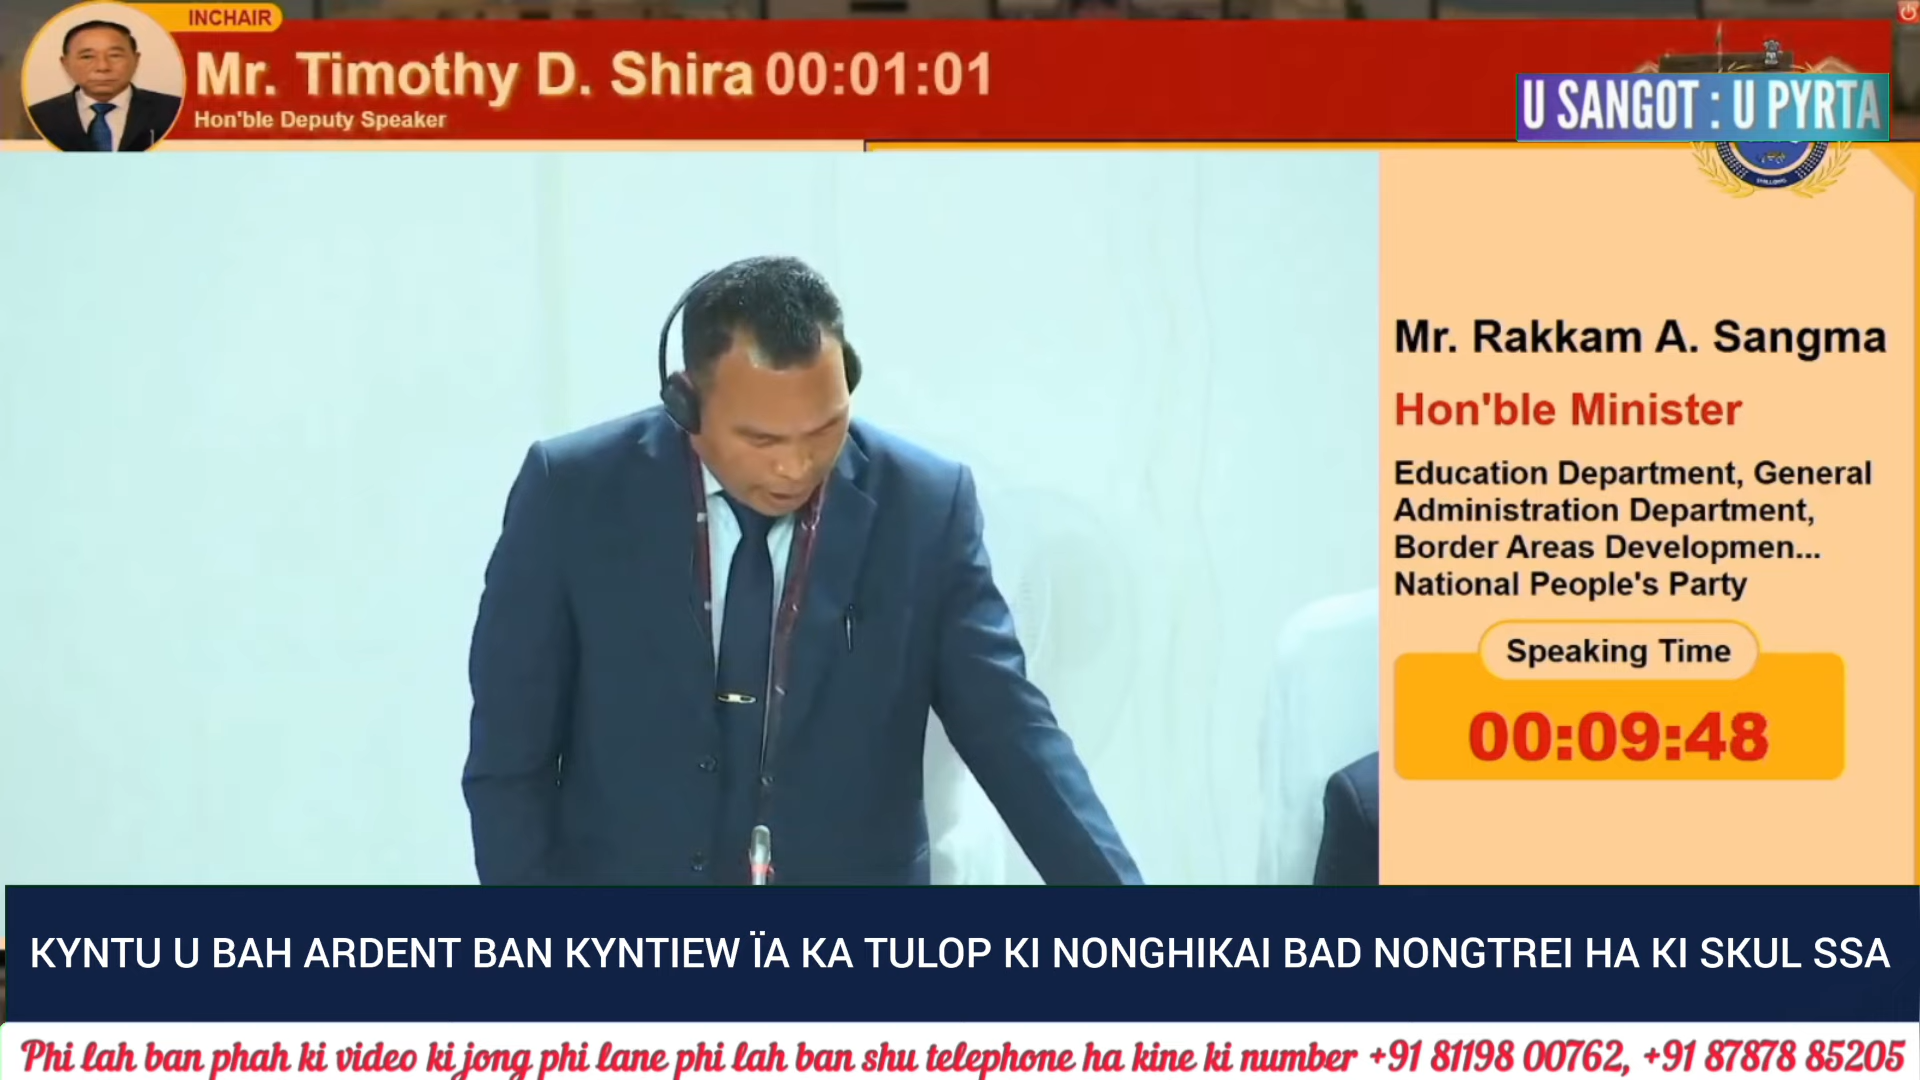 INCHAIR
Mr. Timothy D. Shira 00:01:01
Hon'ble Deputy Speaker
U SANGOT : U PYRTA
Mr. Rakkam A. Sangma
Hon'ble Minister
Education Department, General
Administration Department,
Border Areas Developmen...
National People's Party
Speaking Time
00:09:48
KYNTU U BAH ARDENT BAN KYNTIEW ÏA KA TULOP KI NONGHIKAI BAD NONGTREI HA KI SKUL SSA
Phi lah ban phah ki video ki jong phi lane phi lah ban shu telephone ha kine ki number +91 81198 00762, +91 87878 85205